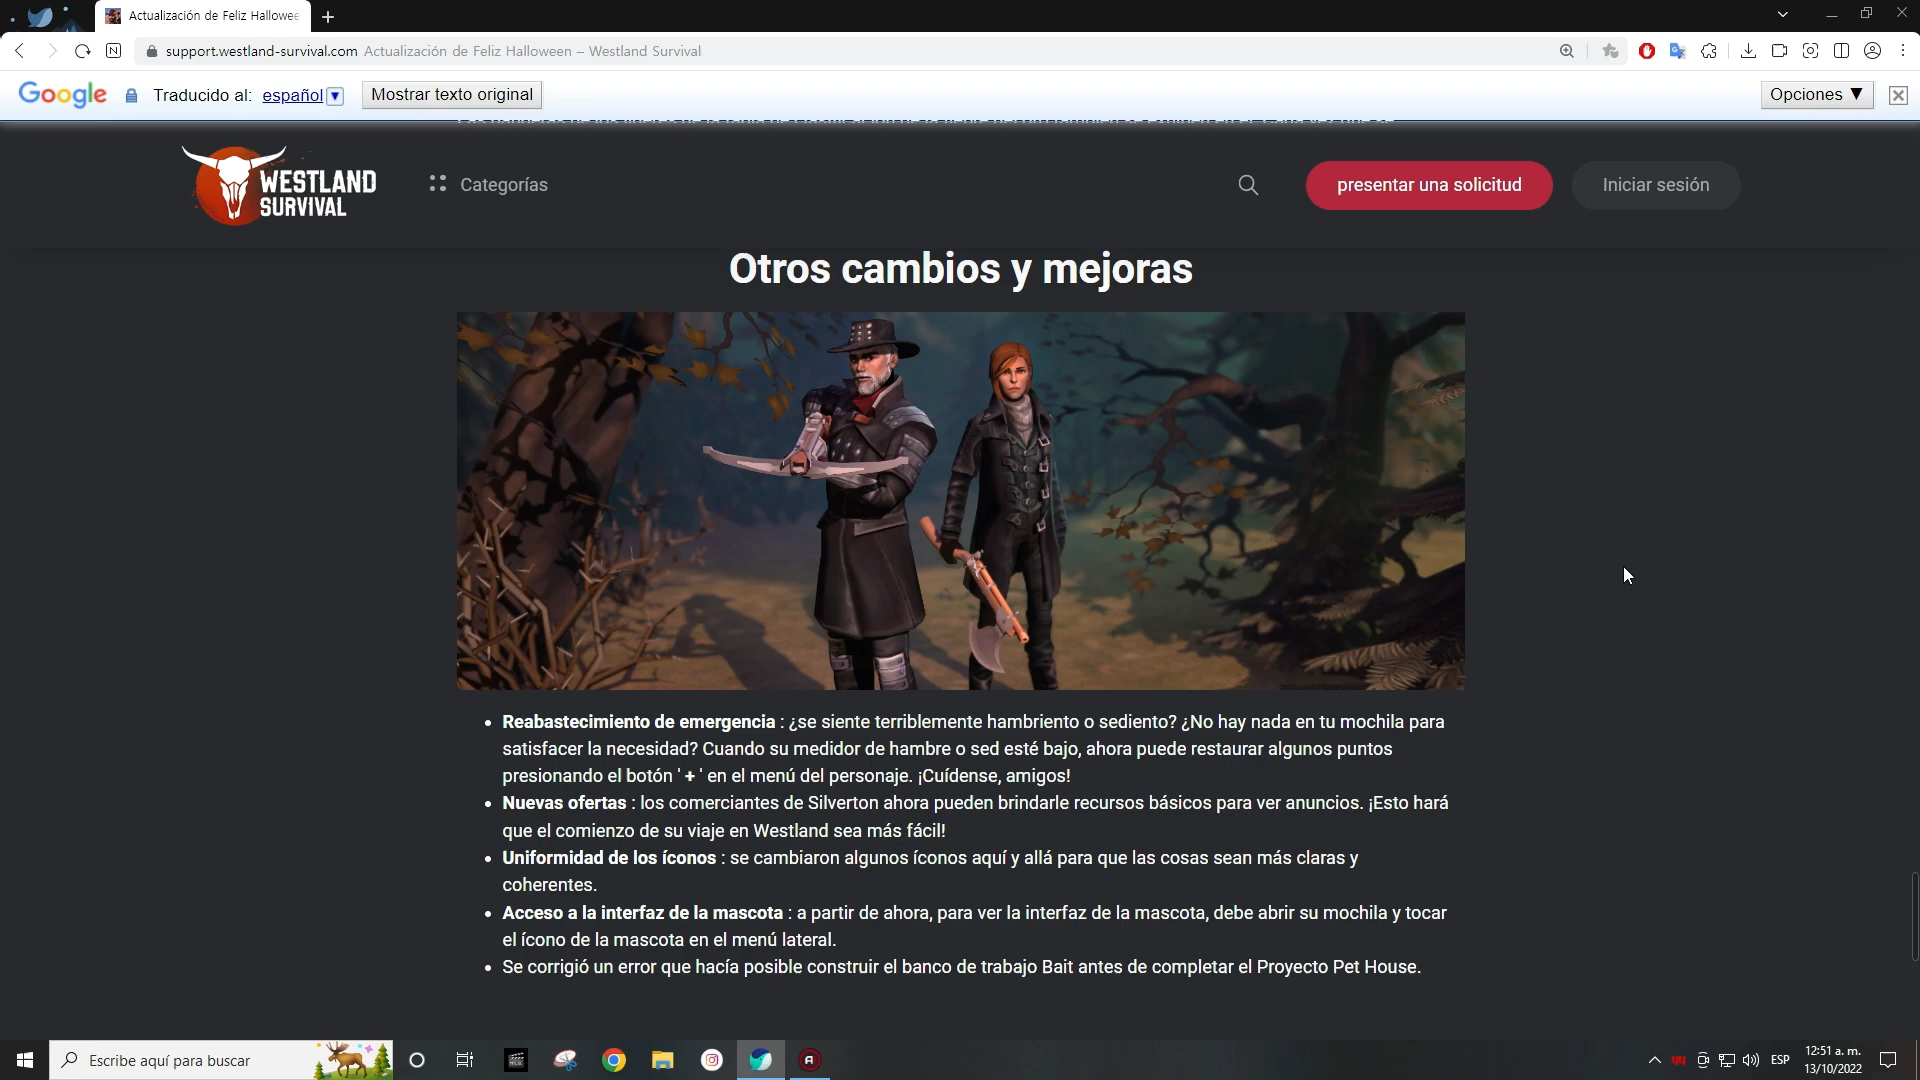 Actualización de Feliz Hallowee
support.westland-survival.com Actualización de Feliz Halloween – Westland Survival
Google Traducido al: español Mostrar texto original Opciones ▼
WESTLAND SURVIVAL
Categorías
presentar una solicitud
Iniciar sesión
Otros cambios y mejoras
• Reabastecimiento de emergencia : ¿se siente terriblemente hambriento o sediento? ¿No hay nada en tu mochila para
satisfacer la necesidad? Cuando su medidor de hambre o sed esté bajo, ahora puede restaurar algunos puntos
presionando el botón ' + ' en el menú del personaje. ¡Cuídense, amigos!
• Nuevas ofertas : los comerciantes de Silverton ahora pueden brindarle recursos básicos para ver anuncios. ¡Esto hará
que el comienzo de su viaje en Westland sea más fácil!
• Uniformidad de los íconos : se cambiaron algunos íconos aquí y allá para que las cosas sean más claras y
coherentes.
• Acceso a la interfaz de la mascota : a partir de ahora, para ver la interfaz de la mascota, debe abrir su mochila y tocar
el ícono de la mascota en el menú lateral.
• Se corrigió un error que hacía posible construir el banco de trabajo Bait antes de completar el Proyecto Pet House.
Escribe aquí para buscar
ESP
12:51 a. m.
13/10/2022